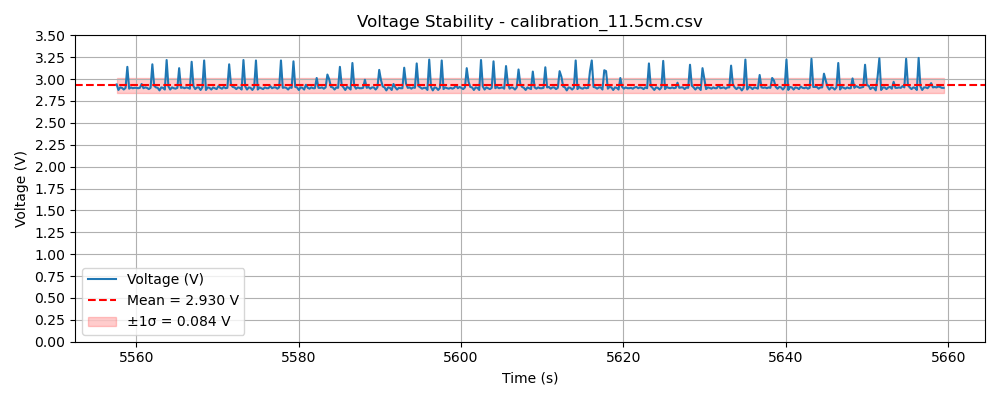 Voltage Stability - calibration_11.5cm.csv
3.50
3.25
3.00
2.75
2.50
2.25
2.00
1.75
1.50
1.25
1.00
0.75
0.50
0.25
0.00
Voltage (V)
Voltage (V)
Mean = 2.930 V
±1σ = 0.084 V
5560 5580 5600 5620 5640 5660
Time (s)